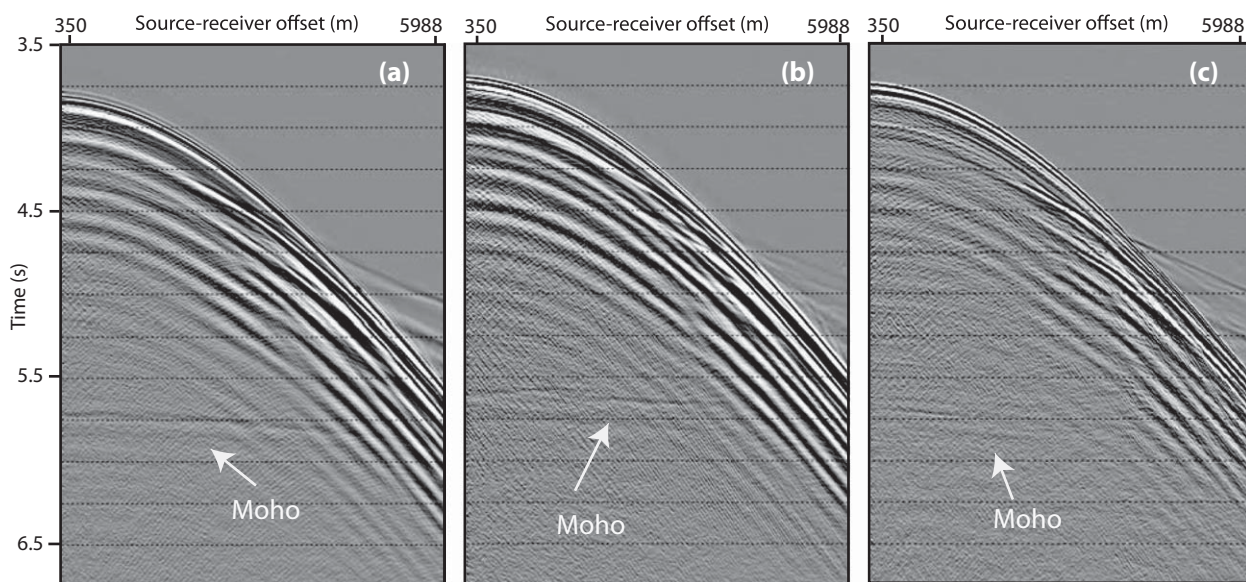 Source-receiver offset (m) Source-receiver offset (m) Source-receiver offset (m)
350 5988 350 5988 350 5988
3.5
(a) (b) (c)
4.5
Time (s)
5.5
Moho Moho Moho
6.5